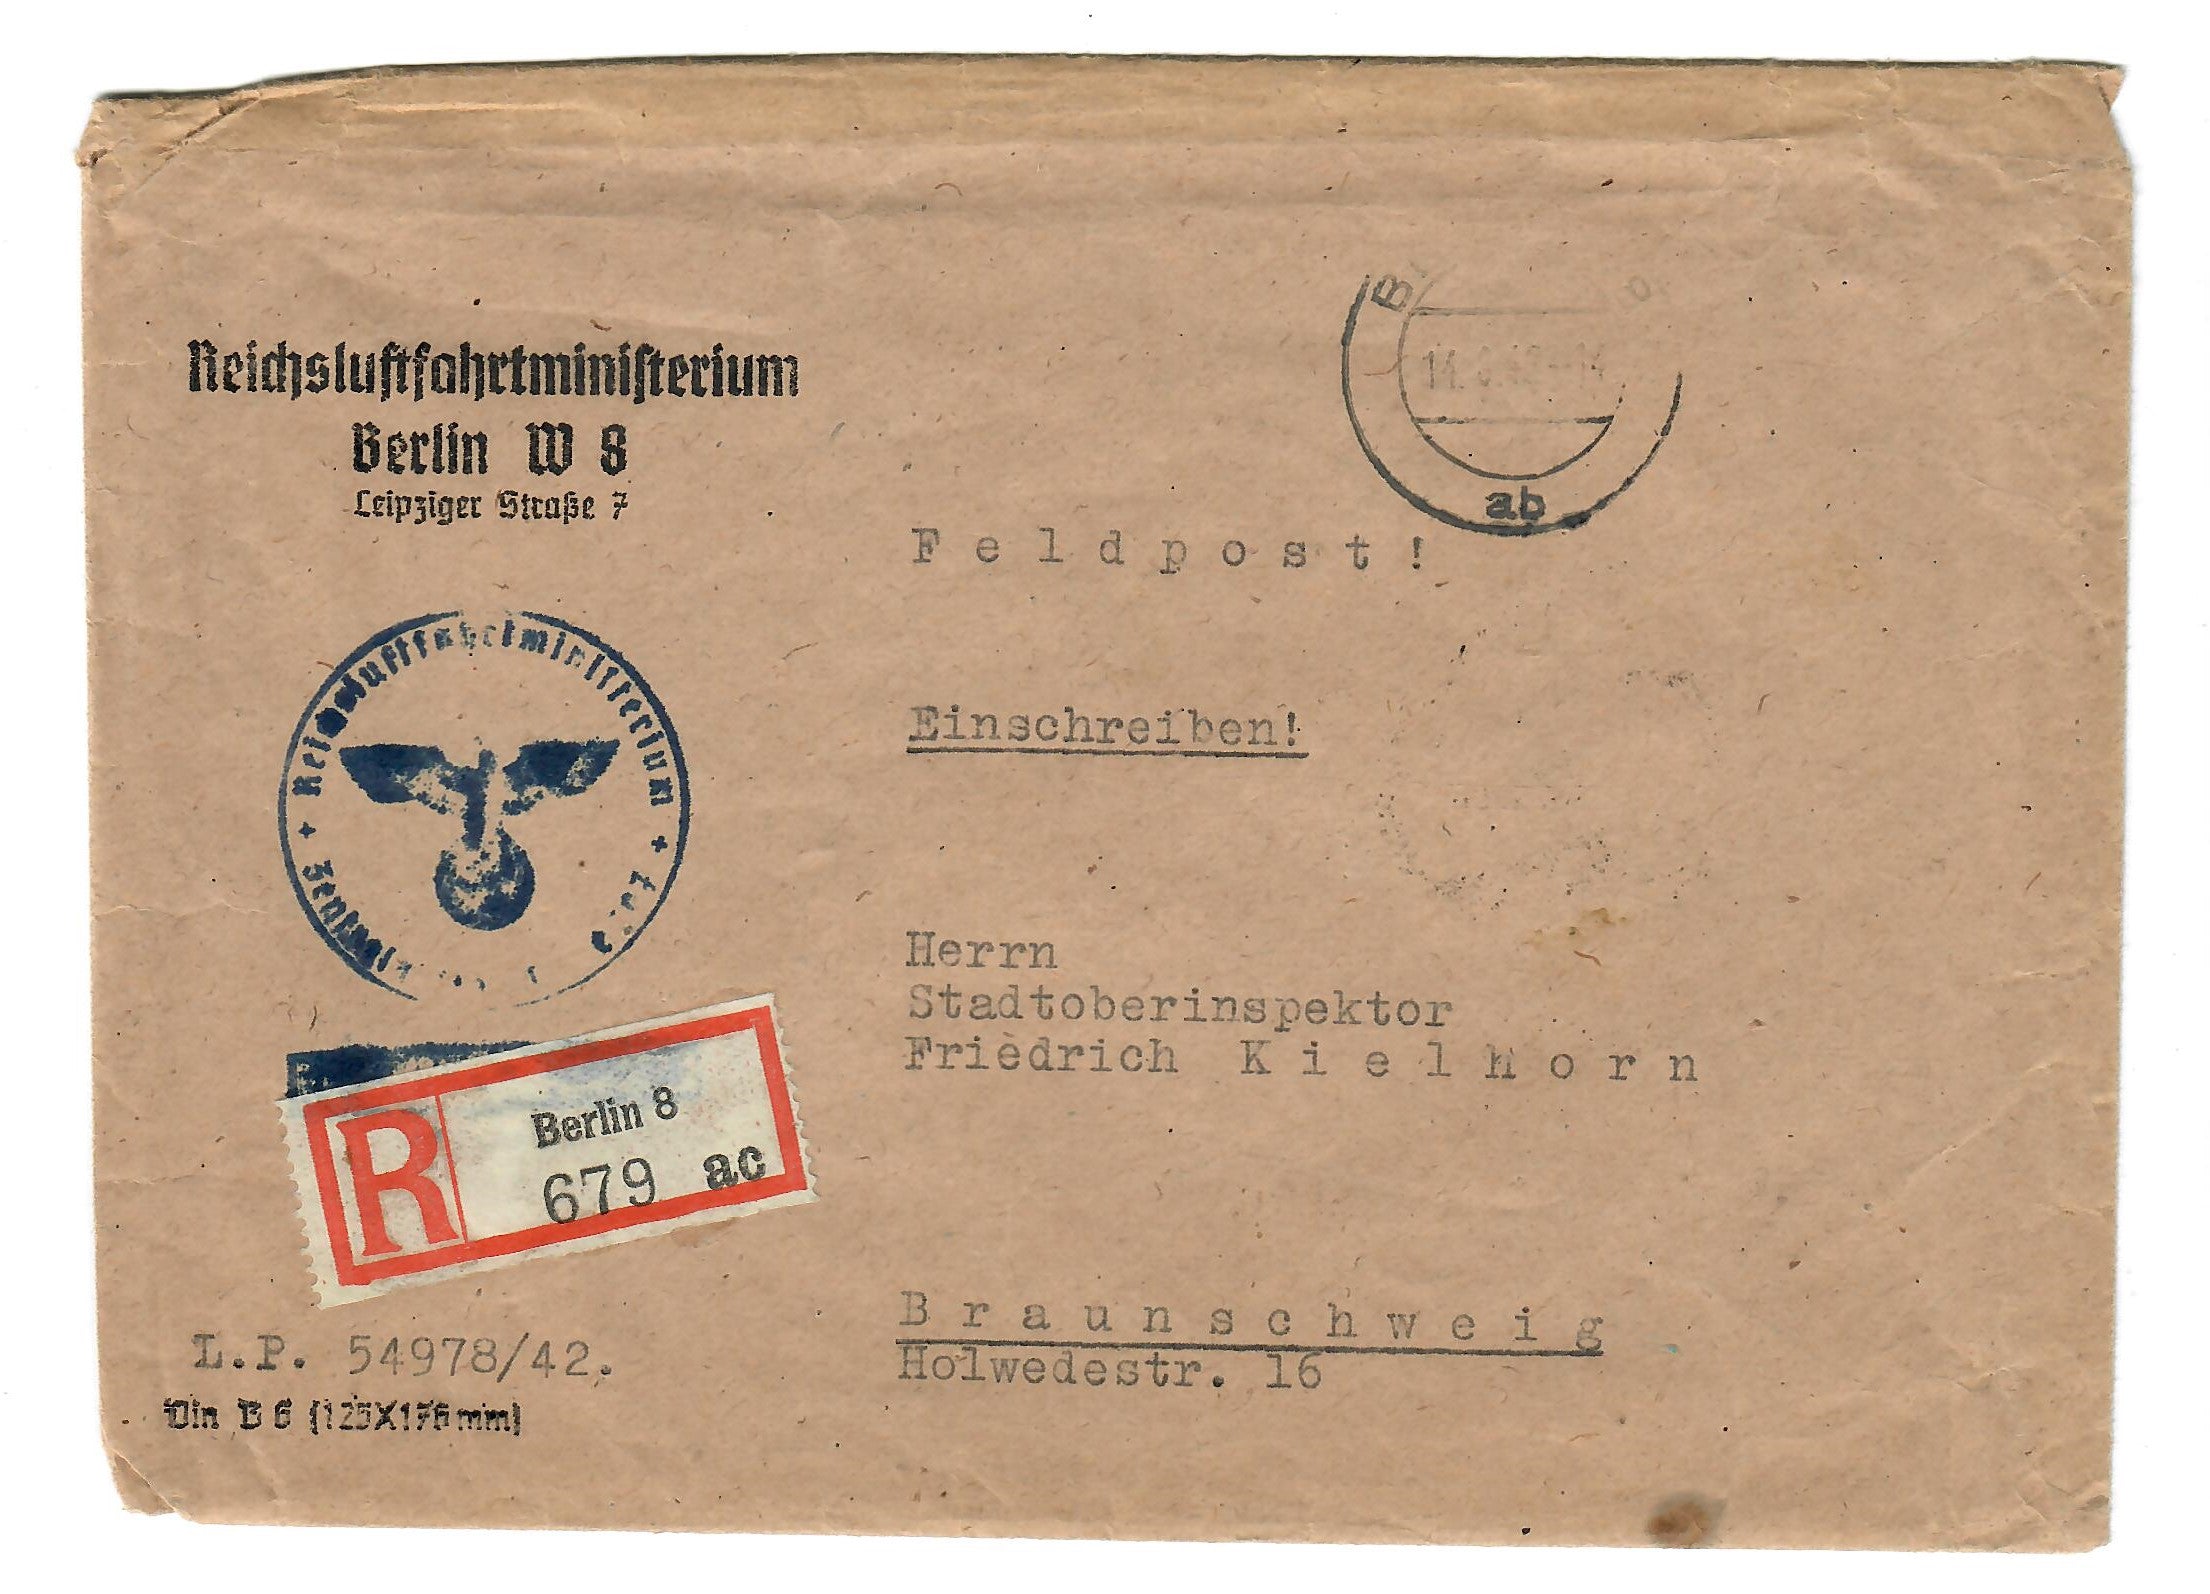 Reichsluftfahrtministerium
Berlin W 8
Leipziger Straße 7
ab
Feldpost!
Einschreiben!
Reichsluftfahrtministerium
Herrn
Stadtoberinspektor
Friedrich Kielhorn
R Berlin 8
679 ac
Braunschweig
Holwedestr. 16
L.P. 54978/42.
Din B 6 (125X176 mm)